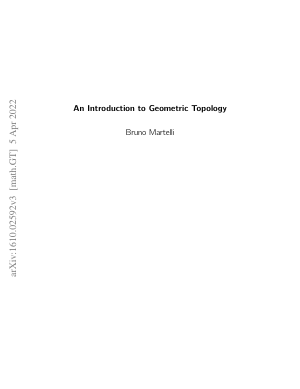 An Introduction to Geometric Topology
Bruno Martelli
arXiv:1610.02592v3 [math.GT] 5 Apr 2022